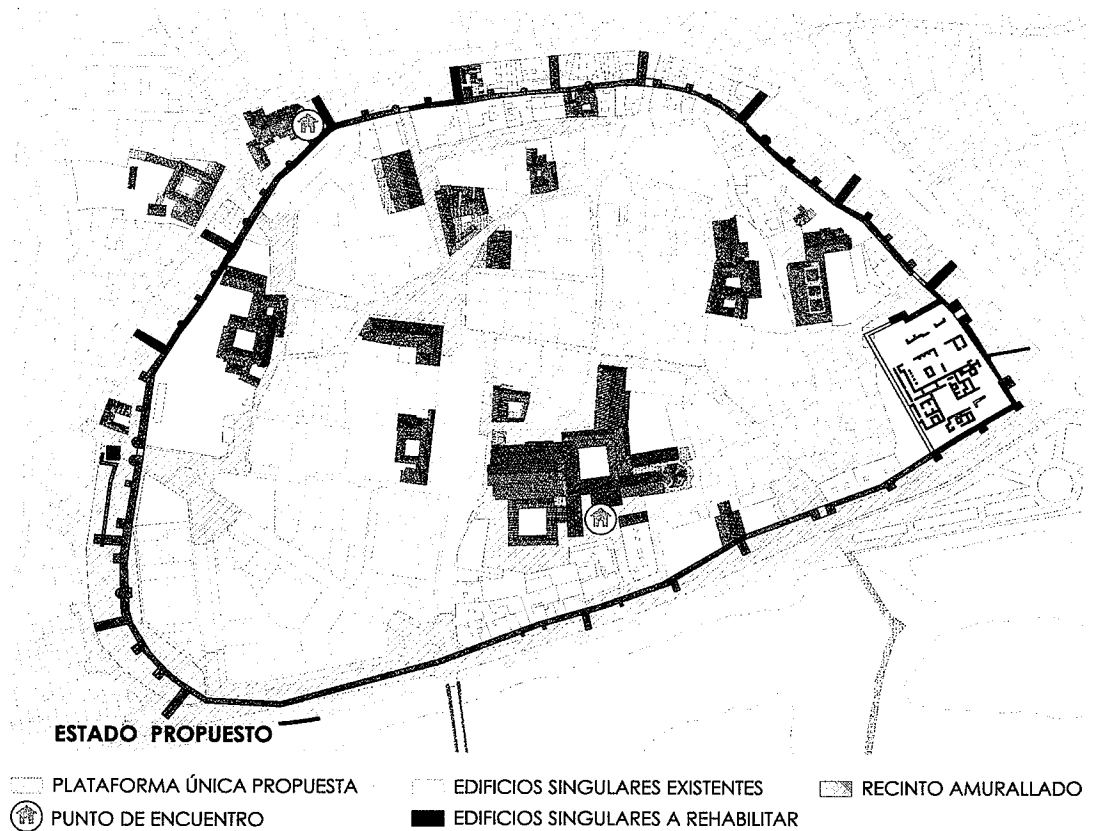 ESTADO PROPUESTO
PLATAFORMA ÚNICA PROPUESTA
EDIFICIOS SINGULARES EXISTENTES
RECINTO AMURALLADO
PUNTO DE ENCUENTRO
EDIFICIOS SINGULARES A REHABILITAR